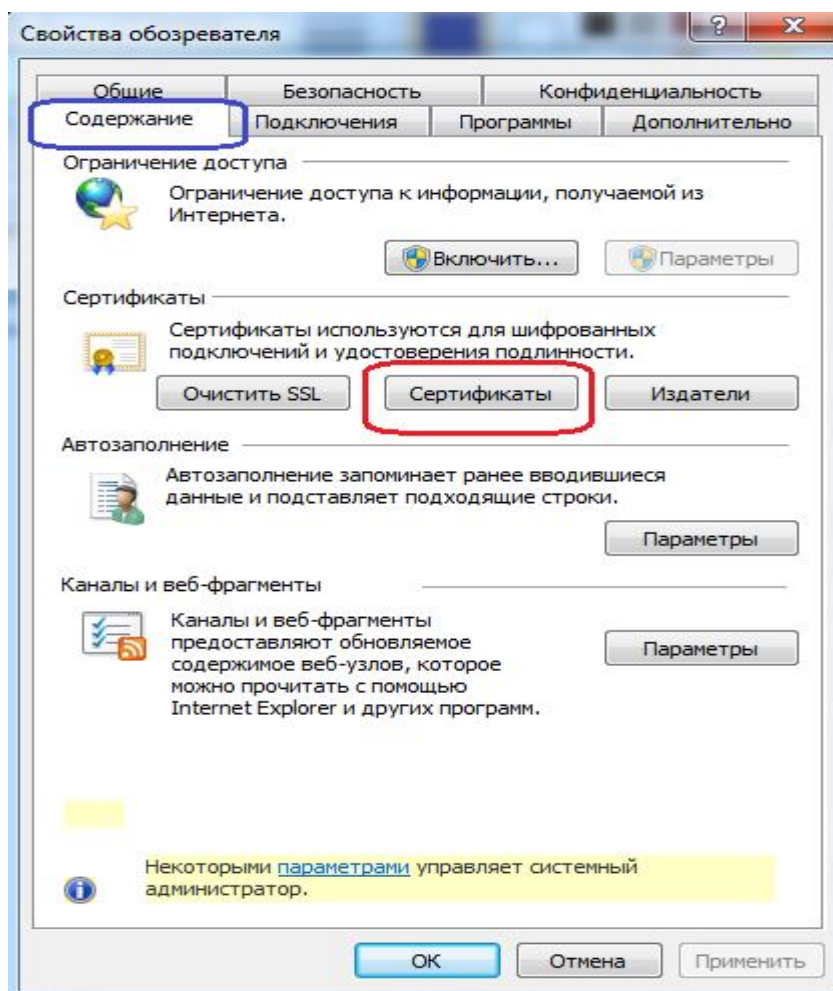 Свойства обозревателя
Общие Безопасность Конфиденциальность
Содержание Подключения Программы Дополнительно
Ограничение доступа
Ограничение доступа к информации, получаемой из
Интернета.
Включить... Параметры
Сертификаты
Сертификаты используются для шифрованных
подключений и удостоверения подлинности.
Очистить SSL Сертификаты Издатели
Автозаполнение
Автозаполнение запоминает ранее вводившиеся
данные и подставляет подходящие строки.
Параметры
Каналы и веб-фрагменты
Каналы и веб-фрагменты
предоставляют обновляемое
содержимое веб-узлов, которое
можно прочитать с помощью
Internet Explorer и других программ.
Параметры
Некоторыми параметрами управляет системный
администратор.
ОК Отмена Применить